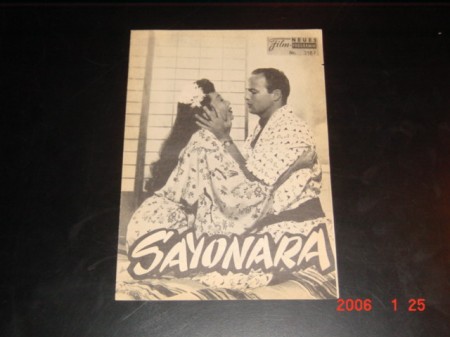 Film
NEUES
PROGRAMM
SAYONARA
2006 1 25